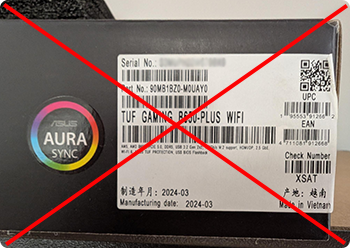 Serial No.:
Part No.: 90MB1BZ0-M0UAY0
UPC
TUF GAMING B650-PLUS WIFI
EAN
4711081912668
Check Number
XSAT
ASUS
AURA
SYNC
制造年月： 2024-03
产地： 越南
Manufacturing date: 2024-03
Made in Vietnam